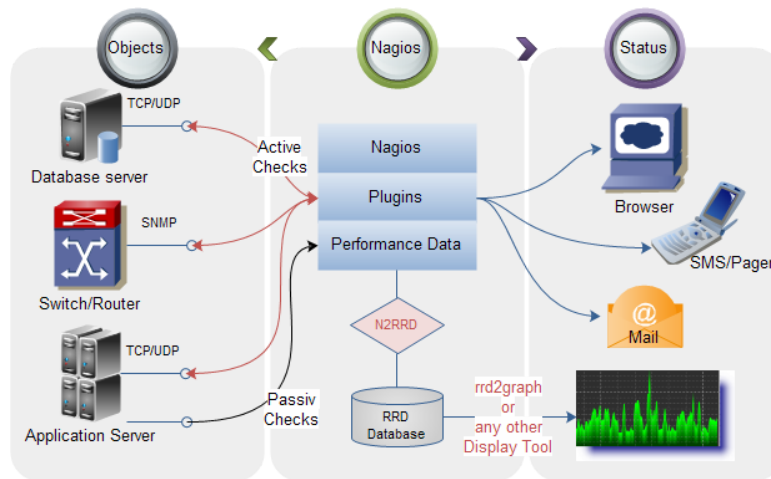 Objects
Nagios
Status
TCP/UDP
Database server
Active
Checks
SNMP
Switch/Router
TCP/UDP
Application Server
Passiv
Checks
Nagios
Plugins
Performance Data
N2RRD
RRD
Database
rrd2graph
or
any other
Display Tool
Browser
SMS/Pager
@
Mail